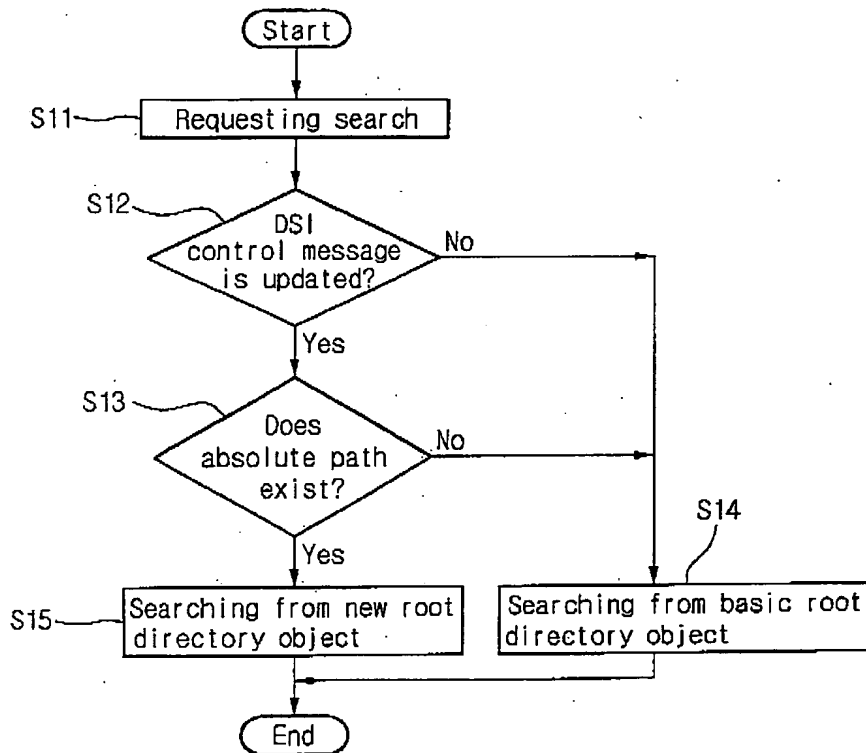 Start
S11
Requesting search
S12
DSI
control message
is updated?
No
Yes
S13
Does
absolute path
exist?
No
Yes
S14
S15
Searching from new root
directory object
Searching from basic root
directory object
End